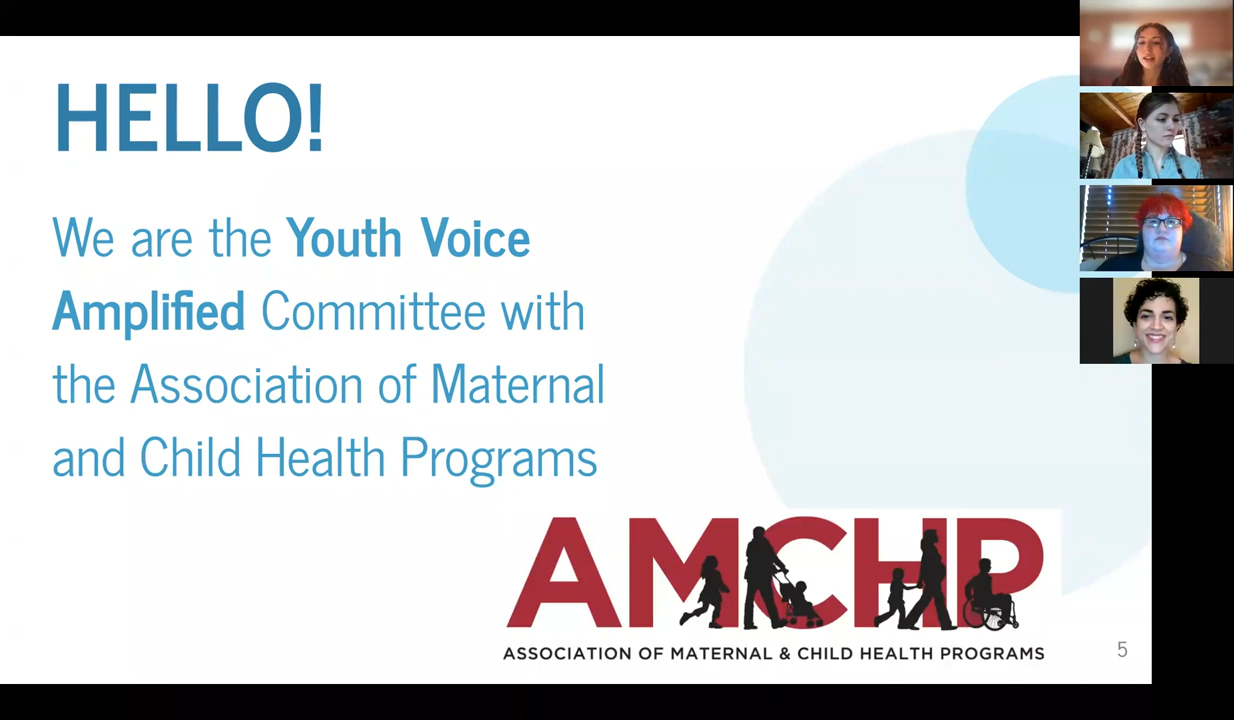 HELLO!
We are the Youth Voice
Amplified Committee with
the Association of Maternal
and Child Health Programs
AMCHP
ASSOCIATION OF MATERNAL & CHILD HEALTH PROGRAMS
5